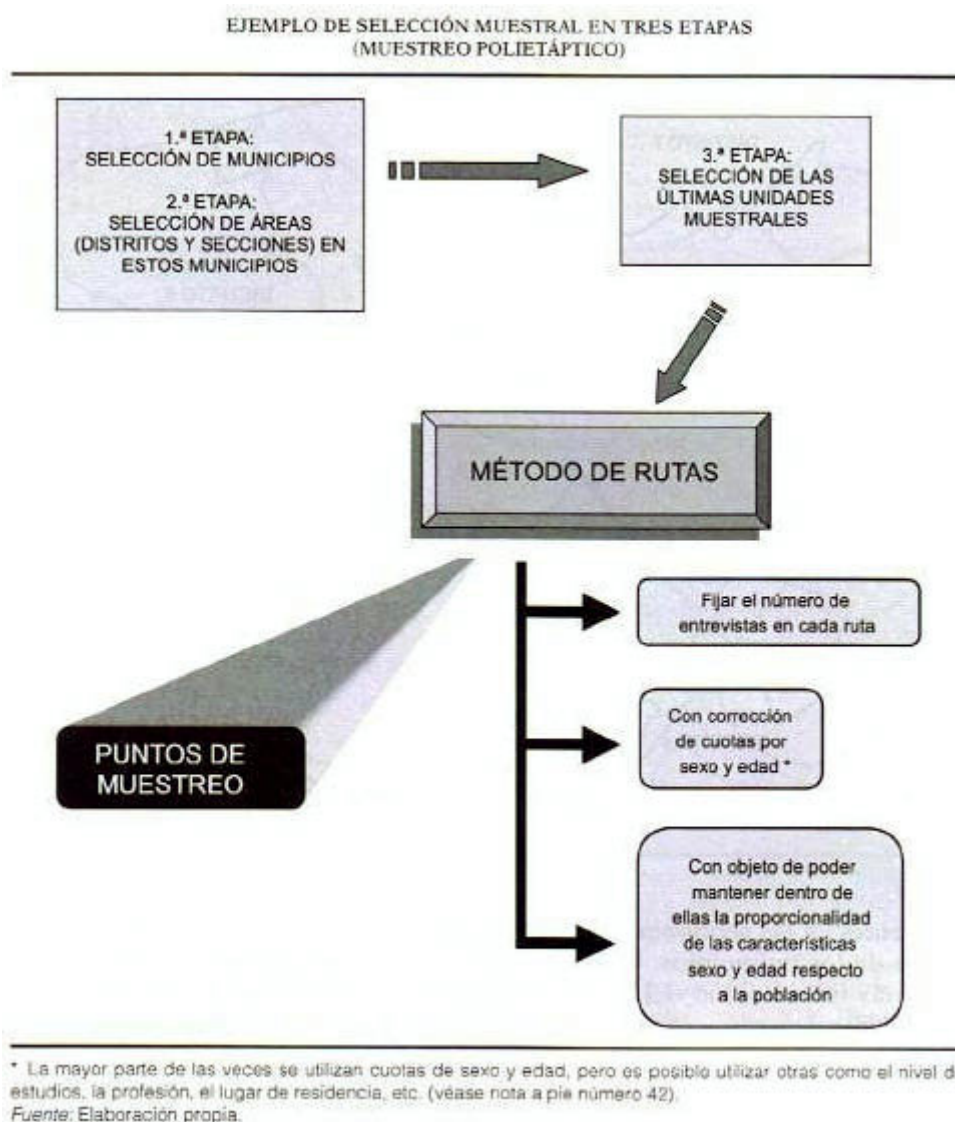 EJEMPLO DE SELECCIÓN MUESTRAL EN TRES ETAPAS
(MUESTREO POLIETÁPTICO)
1.ª ETAPA:
SELECCIÓN DE MUNICIPIOS
2.ª ETAPA:
SELECCIÓN DE ÁREAS
(DISTRITOS Y SECCIONES) EN
ESTOS MUNICIPIOS
3.ª ETAPA:
SELECCIÓN DE LAS
ÚLTIMAS UNIDADES
MUESTRALES
MÉTODO DE RUTAS
PUNTOS DE
MUESTREO
Fijar el número de
entrevistas en cada ruta
Con corrección
de cuotas por
sexo y edad *
Con objeto de poder
mantener dentro de
ellas la proporcionalidad
de las características
sexo y edad respecto
a la población
* La mayor parte de las veces se utilizan cuotas de sexo y edad, pero es posible utilizar otras como el nivel d
estudios, la profesión, el lugar de residencia, etc. (véase nota a pie número 42).
Fuente: Elaboración propia.